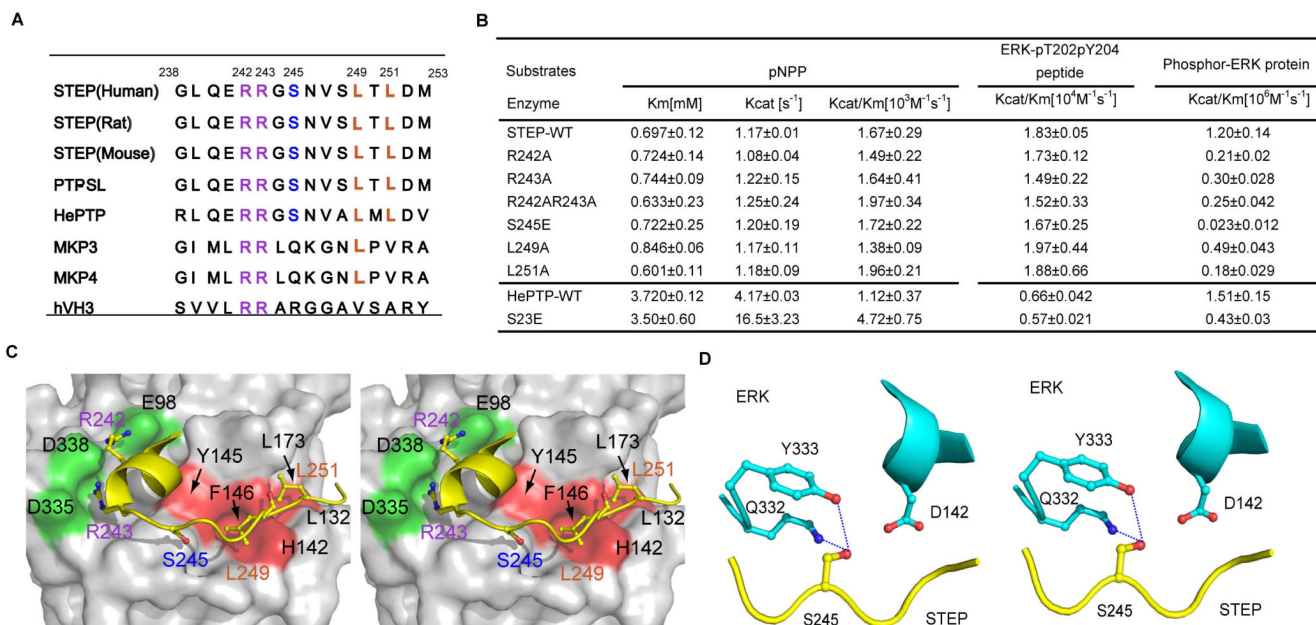 A
238 242 243 245 249 251 253
STEP(Human) G L Q E R R G S N V S L T L D M
STEP(Rat) G L Q E R R G S N V S L T L D M
STEP(Mouse) G L Q E R R G S N V S L T L D M
PTPSL G L Q E R R G S N V S L T L D M
HePTP R L Q E R R G S N V A L M L D V
MKP3 G I M L R R L Q K G N L P V R A
MKP4 G I M L R R L Q K G N L P V R A
hVH3 S V V L R R A R G G A V S A R Y
B
Substrates pNPP ERK-pT202pY204 peptide Phosphor-ERK protein
Enzyme Km[mM] Kcat [s⁻¹] Kcat/Km[10³M⁻¹s⁻¹] Kcat/Km[10⁴M⁻¹s⁻¹] Kcat/Km[10⁶M⁻¹s⁻¹]
STEP-WT 0.697±0.12 1.17±0.01 1.67±0.29 1.83±0.05 1.20±0.14
R242A 0.724±0.14 1.08±0.04 1.49±0.22 1.73±0.12 0.21±0.02
R243A 0.744±0.09 1.22±0.15 1.64±0.41 1.49±0.22 0.30±0.028
R242AR243A 0.633±0.23 1.25±0.24 1.97±0.34 1.52±0.33 0.25±0.042
S245E 0.722±0.25 1.20±0.19 1.72±0.22 1.67±0.25 0.023±0.012
L249A 0.846±0.06 1.17±0.11 1.38±0.09 1.97±0.44 0.49±0.043
L251A 0.601±0.11 1.18±0.09 1.96±0.21 1.88±0.66 0.18±0.029
HePTP-WT 3.720±0.12 4.17±0.03 1.12±0.37 0.66±0.042 1.51±0.15
S23E 3.50±0.60 16.5±3.23 4.72±0.75 0.57±0.021 0.43±0.03
C
E98
R242
D338
L173
Y145
L251
D335
F146
L132
R243
H142
S245
L249
E98
R242
D338
L173
Y145
L251
D335
F146
L132
R243
H142
S245
L249
D
ERK
Y333
Q332
D142
S245
STEP
ERK
Y333
Q332
D142
S245
STEP